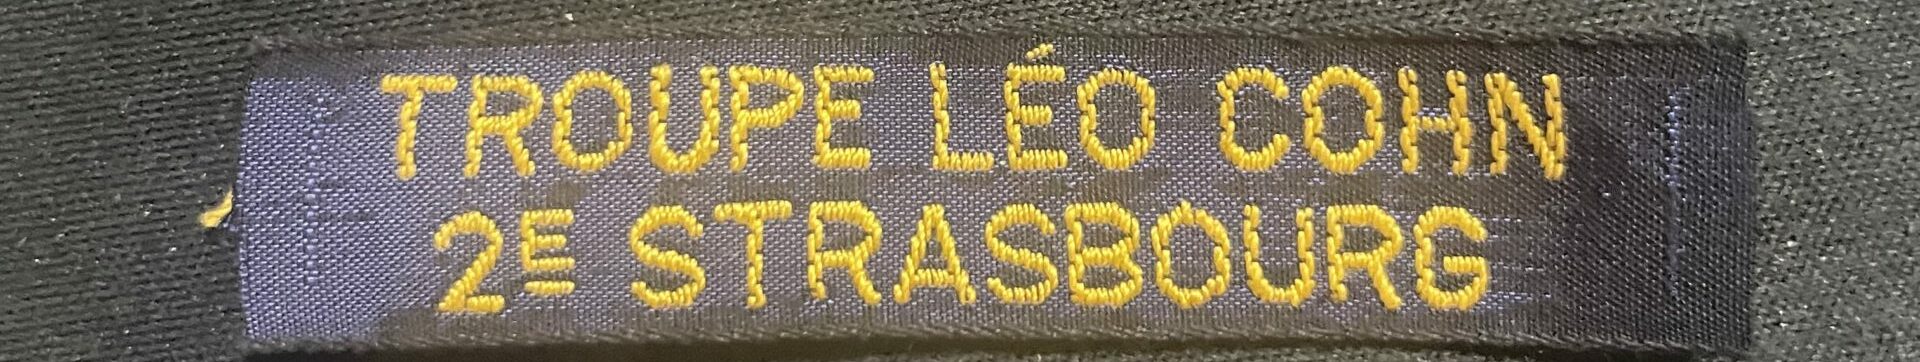 TROUPE LÉO COHN
2E STRASBOURG